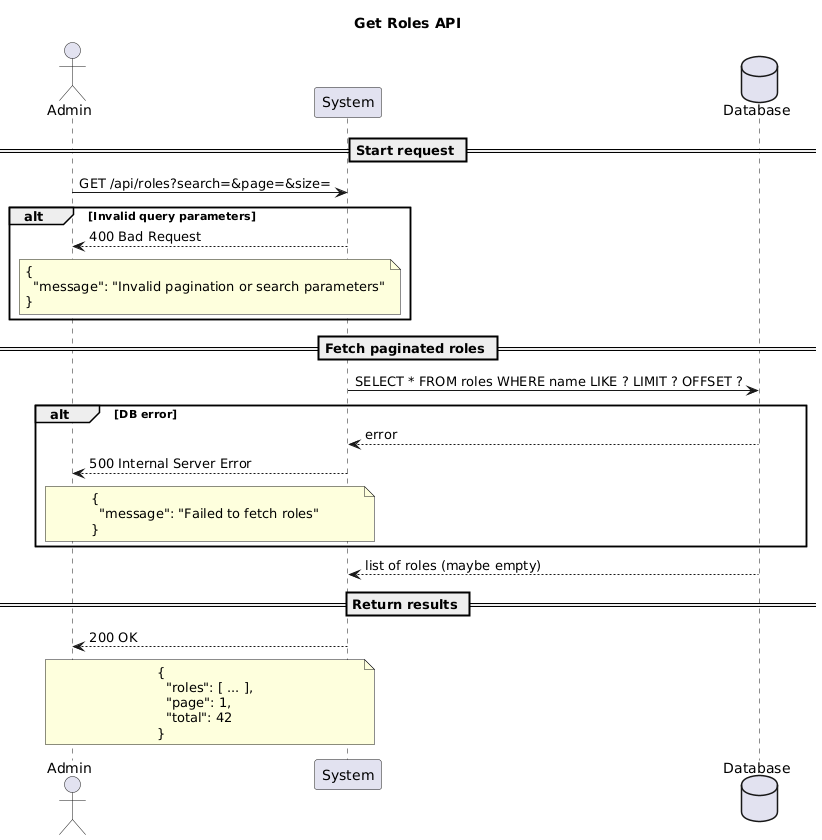 Get Roles API
Admin
System
Database
Start request
GET /api/roles?search=&page=&size=
alt [Invalid query parameters]
400 Bad Request
{
"message": "Invalid pagination or search parameters"
}
Fetch paginated roles
SELECT * FROM roles WHERE name LIKE ? LIMIT ? OFFSET ?
alt [DB error]
error
500 Internal Server Error
{
"message": "Failed to fetch roles"
}
list of roles (maybe empty)
Return results
200 OK
{
"roles": [ ... ],
"page": 1,
"total": 42
}
Admin
System
Database